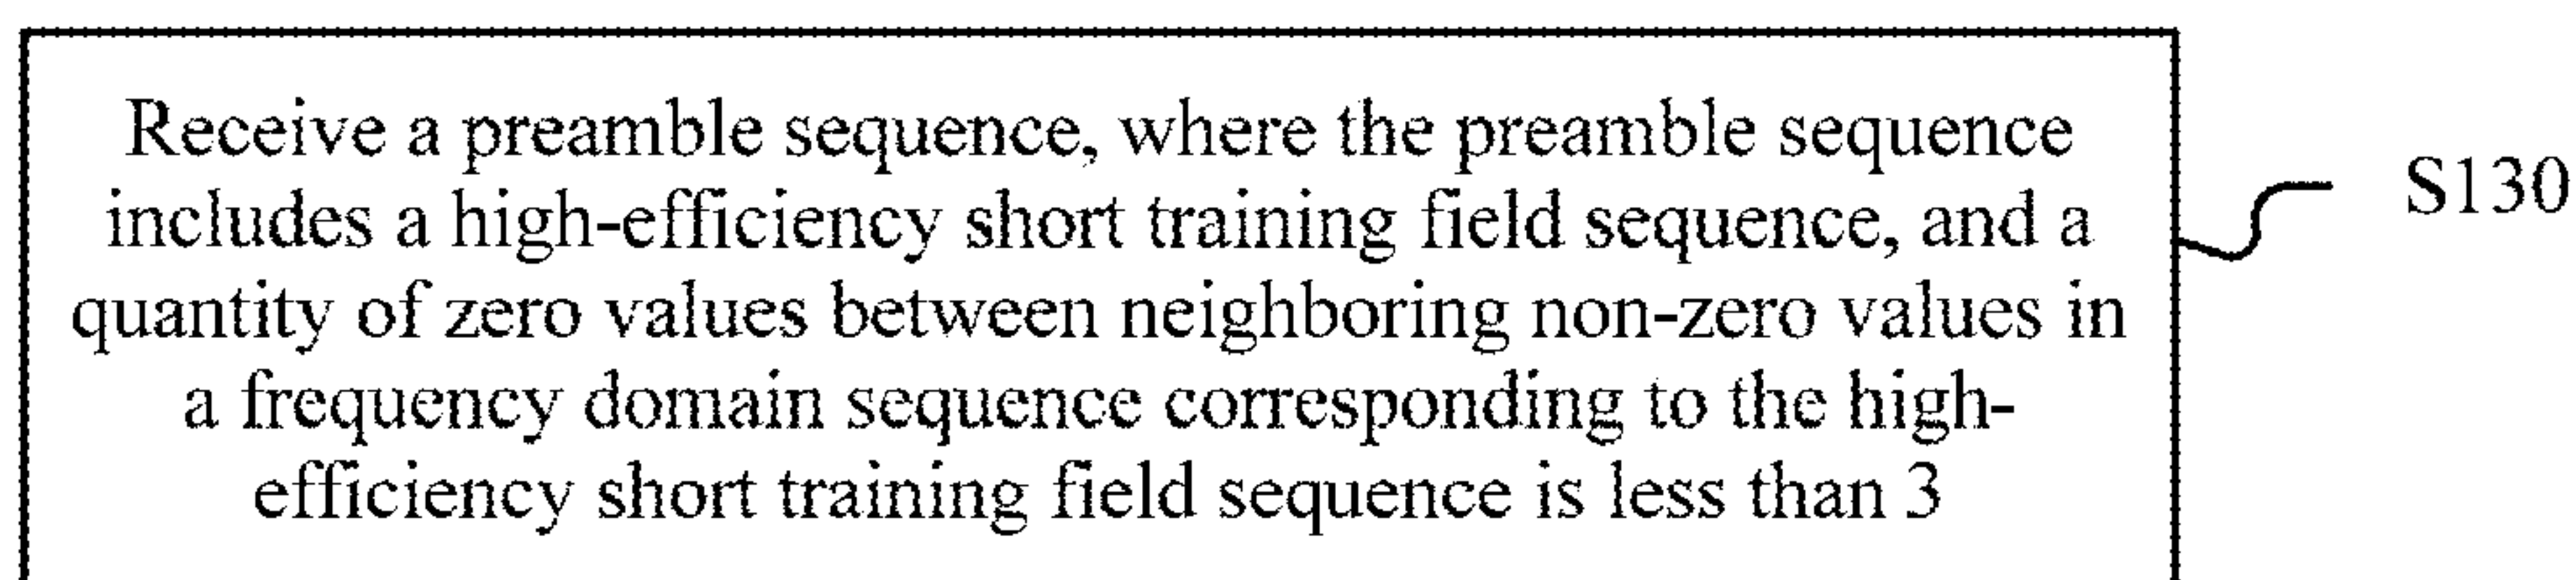 Receive a preamble sequence, where the preamble sequence
includes a high-efficiency short training field sequence, and a
quantity of zero values between neighboring non-zero values in
a frequency domain sequence corresponding to the high-
efficiency short training field sequence is less than 3
S130